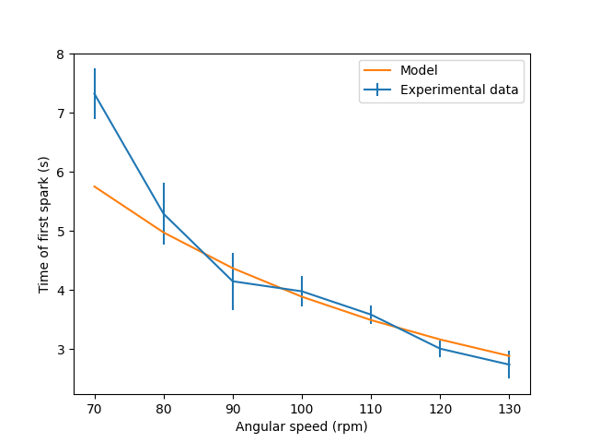 8
7
6
5
4
3
Time of first spark (s)
Model
Experimental data
70 80 90 100 110 120 130
Angular speed (rpm)